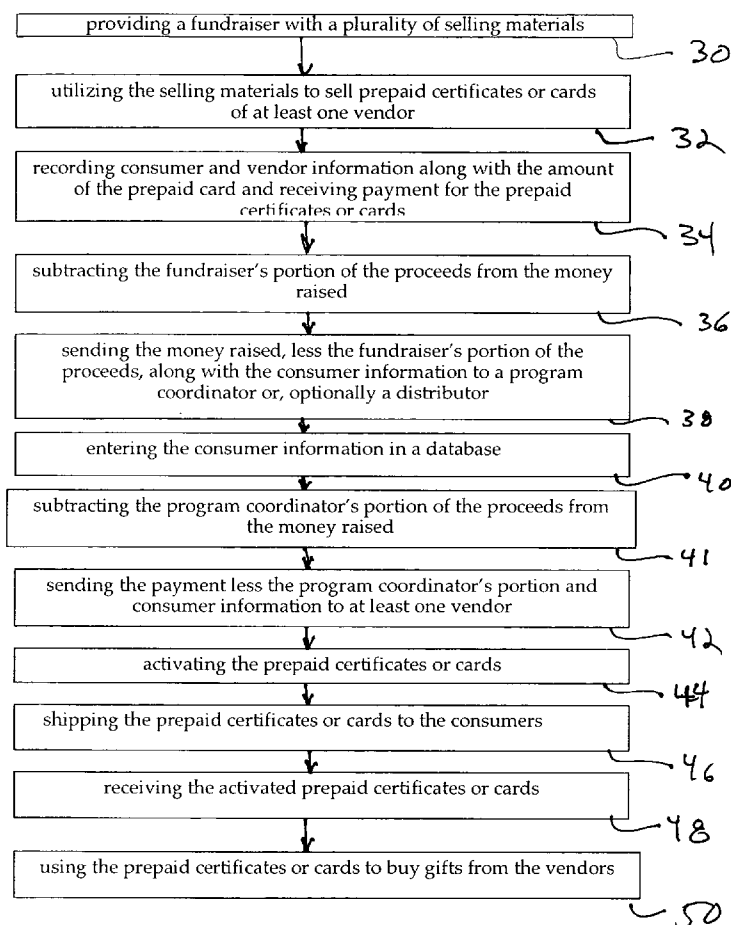 providing a fundraiser with a plurality of selling materials
30
utilizing the selling materials to sell prepaid certificates or cards
of at least one vendor
32
recording consumer and vendor information along with the amount
of the prepaid card and receiving payment for the prepaid
certificates or cards
34
subtracting the fundraiser's portion of the proceeds from the money
raised
36
sending the money raised, less the fundraiser's portion of the
proceeds, along with the consumer information to a program
coordinator or, optionally a distributor
38
entering the consumer information in a database
40
subtracting the program coordinator's portion of the proceeds from
the money raised
41
sending the payment less the program coordinator's portion and
consumer information to at least one vendor
42
activating the prepaid certificates or cards
44
shipping the prepaid certificates or cards to the consumers
46
receiving the activated prepaid certificates or cards
48
using the prepaid certificates or cards to buy gifts from the vendors
50